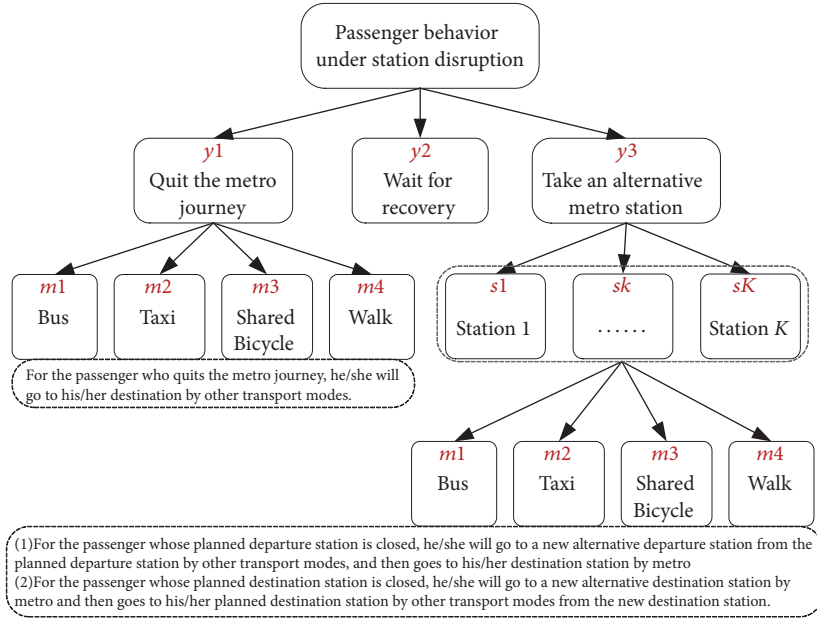 Passenger behavior
under station disruption
y1
Quit the metro
journey
y2
Wait for
recovery
y3
Take an alternative
metro station
m1
Bus
m2
Taxi
m3
Shared
Bicycle
m4
Walk
s1
Station 1
sk
......
sK
Station K
For the passenger who quits the metro journey, he/she will
go to his/her destination by other transport modes.
m1
Bus
m2
Taxi
m3
Shared
Bicycle
m4
Walk
(1)For the passenger whose planned departure station is closed, he/she will go to a new alternative departure station from the
planned departure station by other transport modes, and then goes to his/her destination station by metro
(2)For the passenger whose planned destination station is closed, he/she will go to a new alternative destination station by
metro and then goes to his/her planned destination station by other transport modes from the new destination station.